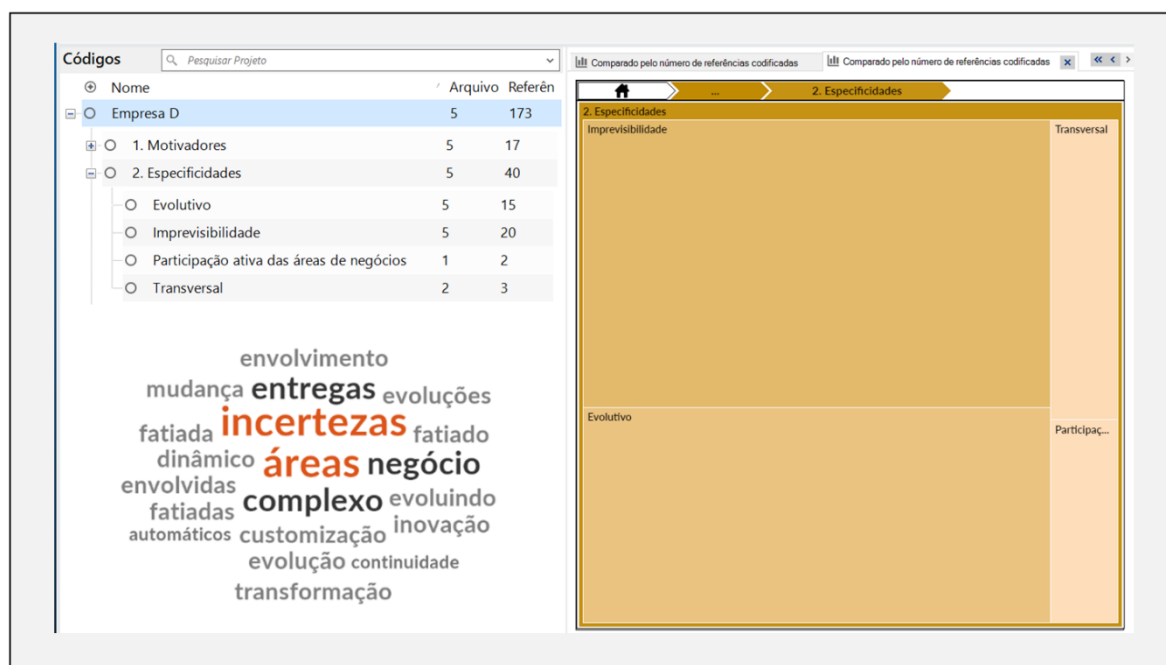 Códigos
Pesquisar Projeto
Nome Arquivo Referên
Empresa D 5 173
1. Motivadores 5 17
2. Especificidades 5 40
Evolutivo 5 15
Imprevisibilidade 5 20
Participação ativa das áreas de negócios 1 2
Transversal 2 3
envolvimento
mudança entregas evoluções
incertezas
fatiada fatiado
dinâmico áreas negócio
envolvidas
fatiadas complexo evoluindo
automáticos customização inovação
evolução continuidade
transformação
Comparado pelo número de referências codificadas Comparado pelo número de referências codificadas
... 2. Especificidades
2. Especificidades
Imprevisibilidade Transversal
Evolutivo
Participaç...